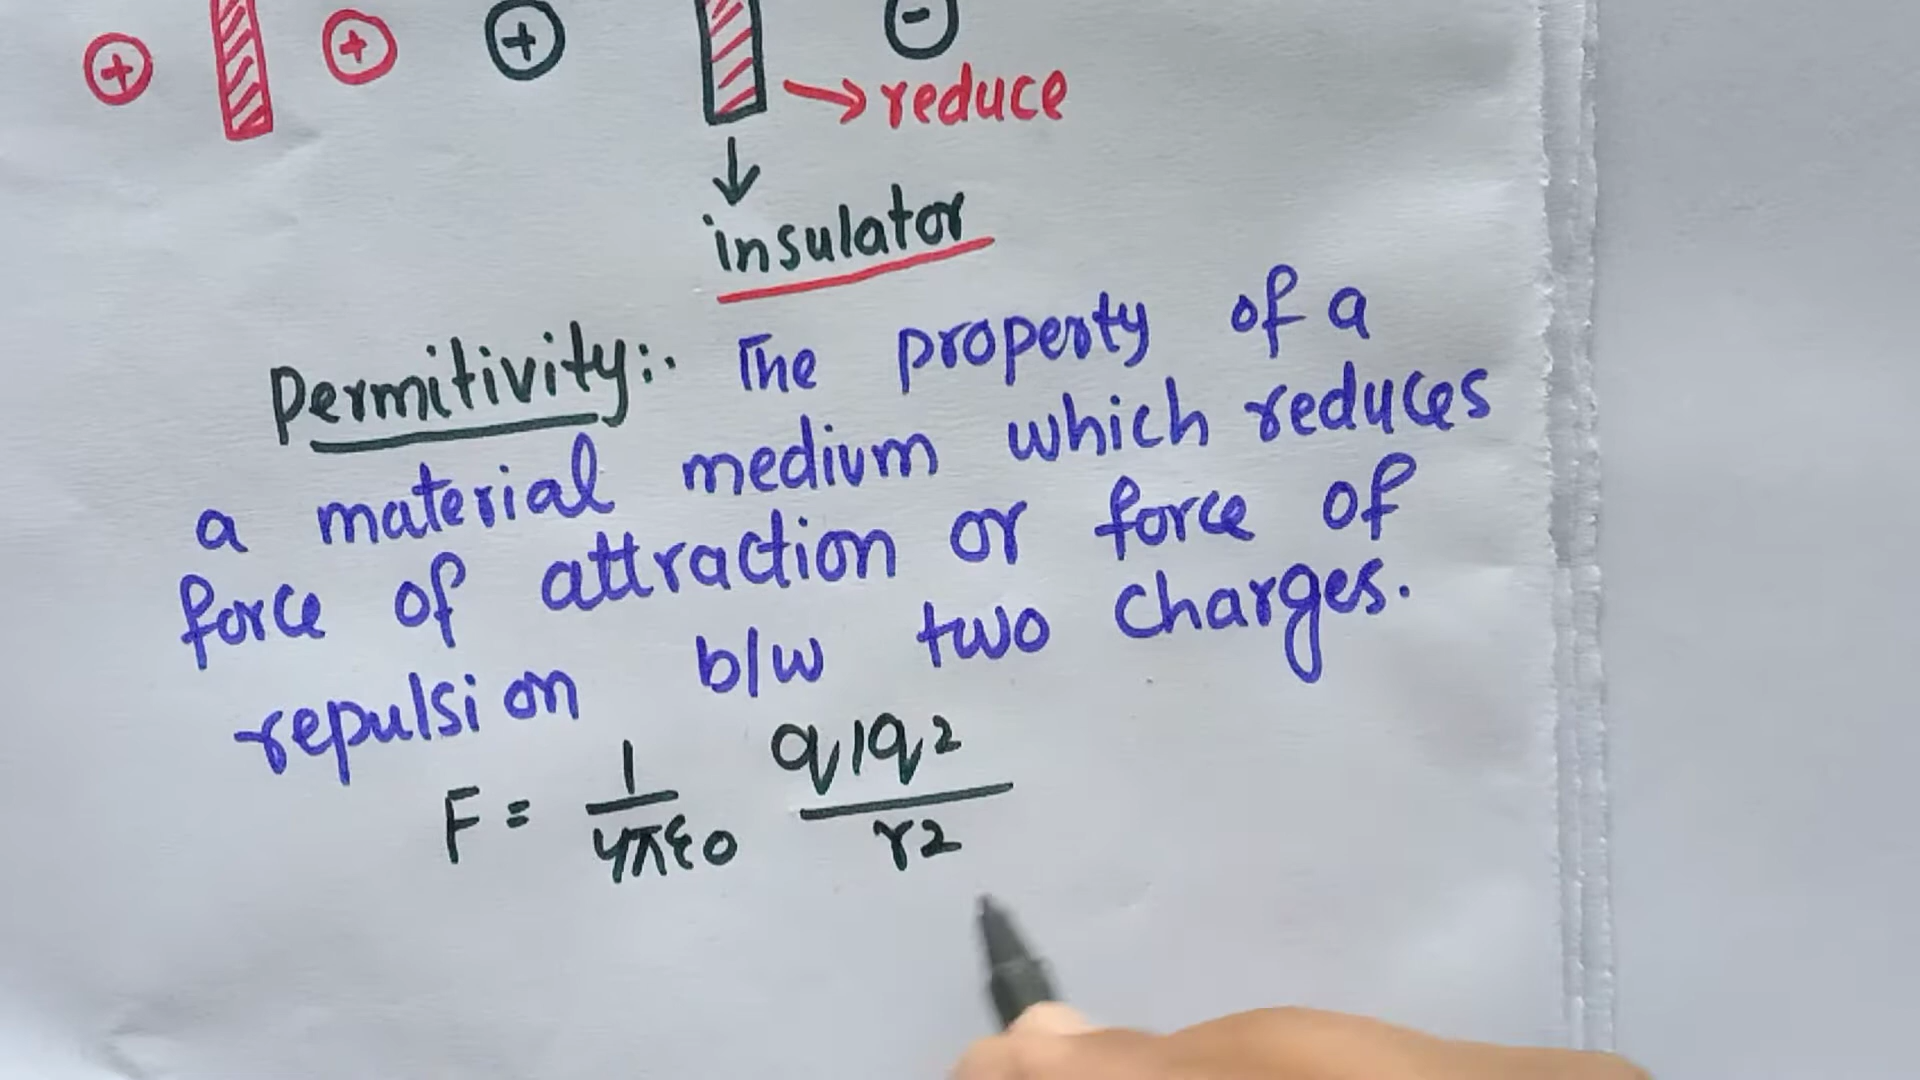 + + + -
→ reduce
↓
insulator
Permitivity:. The property of a
a material medium which reduces
force of attraction or force of
repulsion b/w two charges.
F = 1/4πε0 q1q2/r2